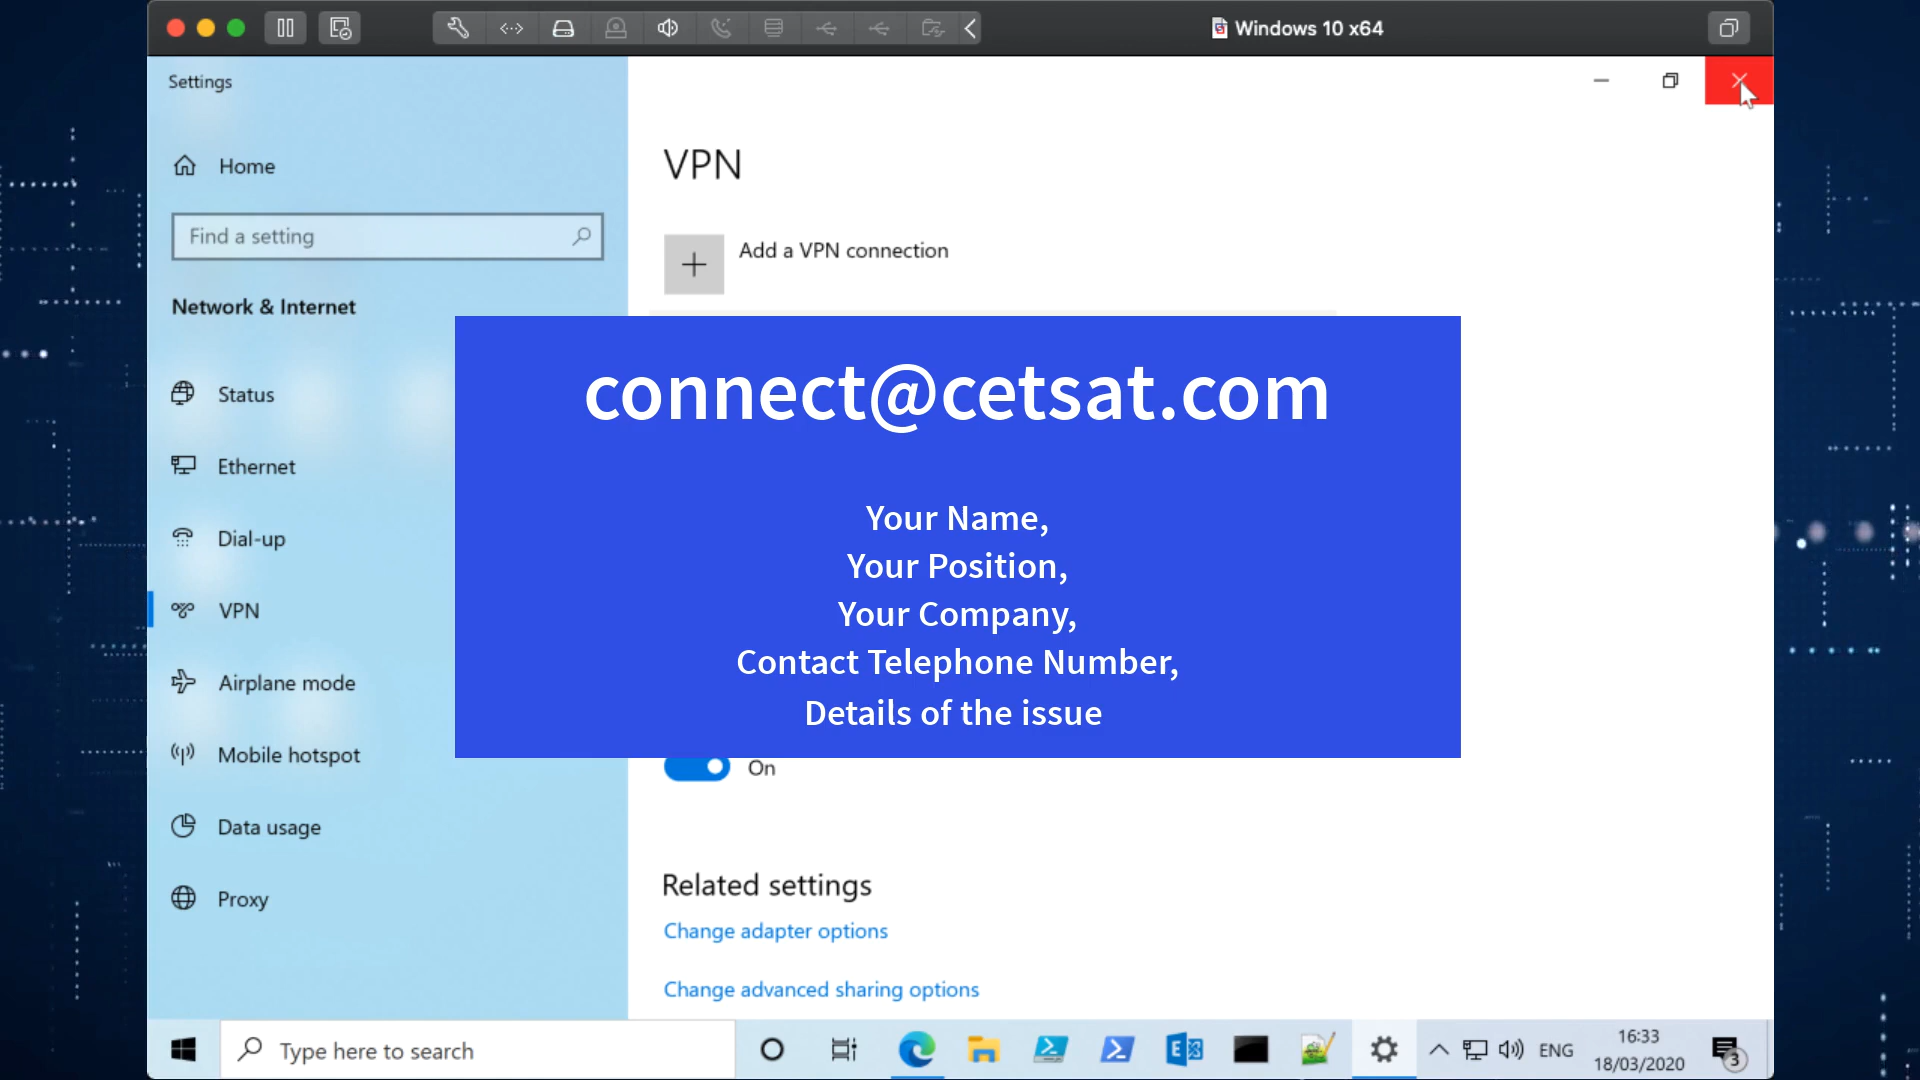 Windows 10 x64
Settings
Home
Find a setting
Network & Internet
Status
Ethernet
Dial-up
VPN
Airplane mode
Mobile hotspot
Data usage
Proxy
VPN
Add a VPN connection
connect@cetsat.com
Your Name,
Your Position,
Your Company,
Contact Telephone Number,
Details of the issue
On
Related settings
Change adapter options
Change advanced sharing options
Type here to search
ENG
16:33
18/03/2020
3